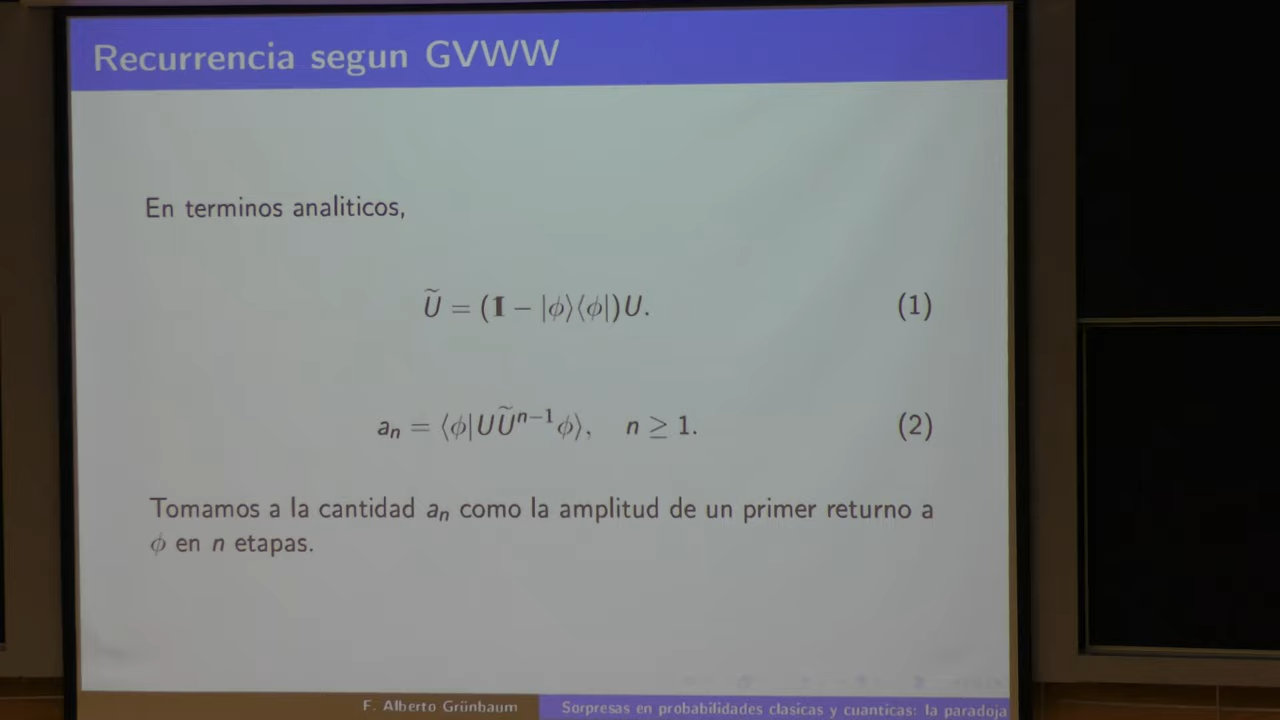 Recurrencia segun GVWW
En terminos analiticos,
Ũ = (𝟏 − |ϕ⟩⟨ϕ|)U. (1)
aₙ = ⟨ϕ|UŨⁿ⁻¹ϕ⟩, n ≥ 1. (2)
Tomamos a la cantidad aₙ como la amplitud de un primer returno a
ϕ en n etapas.
F. Alberto Grünbaum Sorpresas en probabilidades clasicas y cuanticas: la paradoja